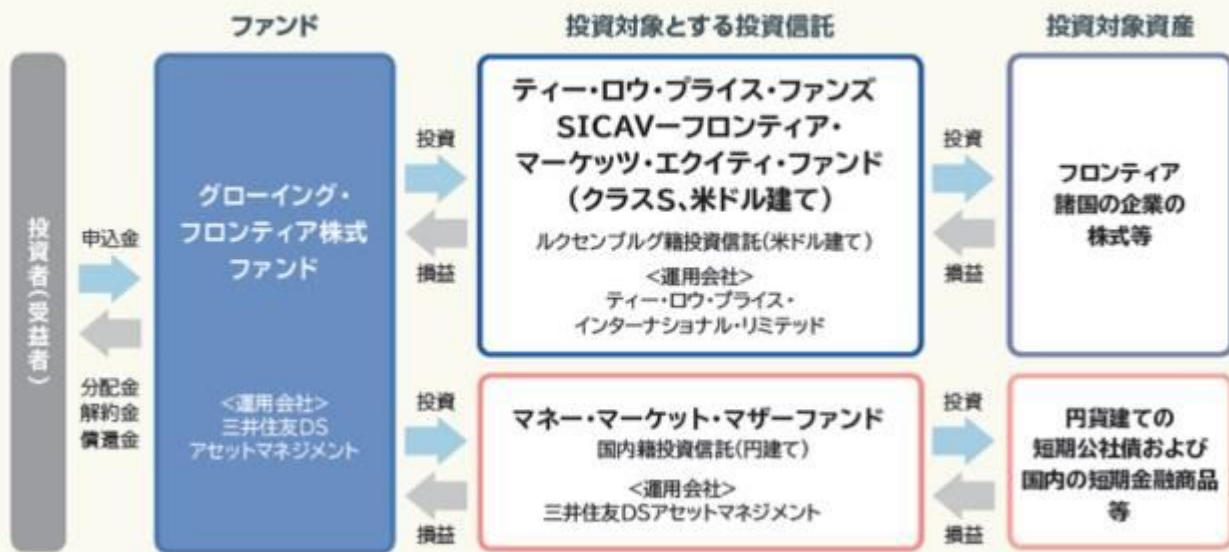 ファンド
投資対象とする投資信託
投資対象資産
投資者(受益者)
申込金
分配金
解約金
償還金
グローイング・
フロンティア株式
ファンド
<運用会社>
三井住友DS
アセットマネジメント
投資
損益
ティー・ロウ・プライス・ファンズ
SICAVーフロンティア・
マーケッツ・エクイティ・ファンド
(クラスS、米ドル建て)
ルクセンブルグ籍投資信託(米ドル建て)
<運用会社>
ティー・ロウ・プライス・
インターナショナル・リミテッド
投資
損益
フロンティア
諸国の企業の
株式等
投資
損益
マネー・マーケット・マザーファンド
国内籍投資信託(円建て)
<運用会社>
三井住友DSアセットマネジメント
投資
損益
円貨建ての
短期公社債および
国内の短期金融商品
等